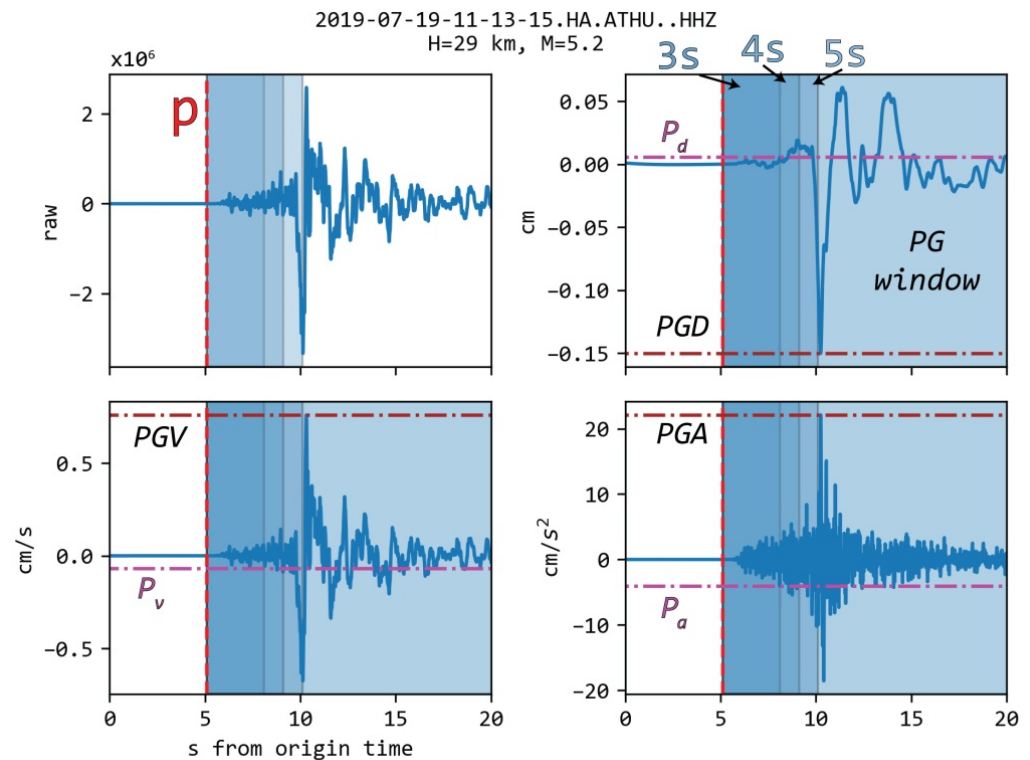 2019-07-19-11-13-15.HA.ATHU..HHZ
H=29 km, M=5.2
x10⁶
2
0
−2
raw
p
3s
4s
5s
0.05
0.00
−0.05
−0.10
−0.15
cm
P_d
PG
window
PGD
0.5
0.0
−0.5
cm/s
PGV
P_v
0
5
10
15
20
s from origin time
20
10
0
−10
−20
cm/s²
PGA
P_a
0
5
10
15
20